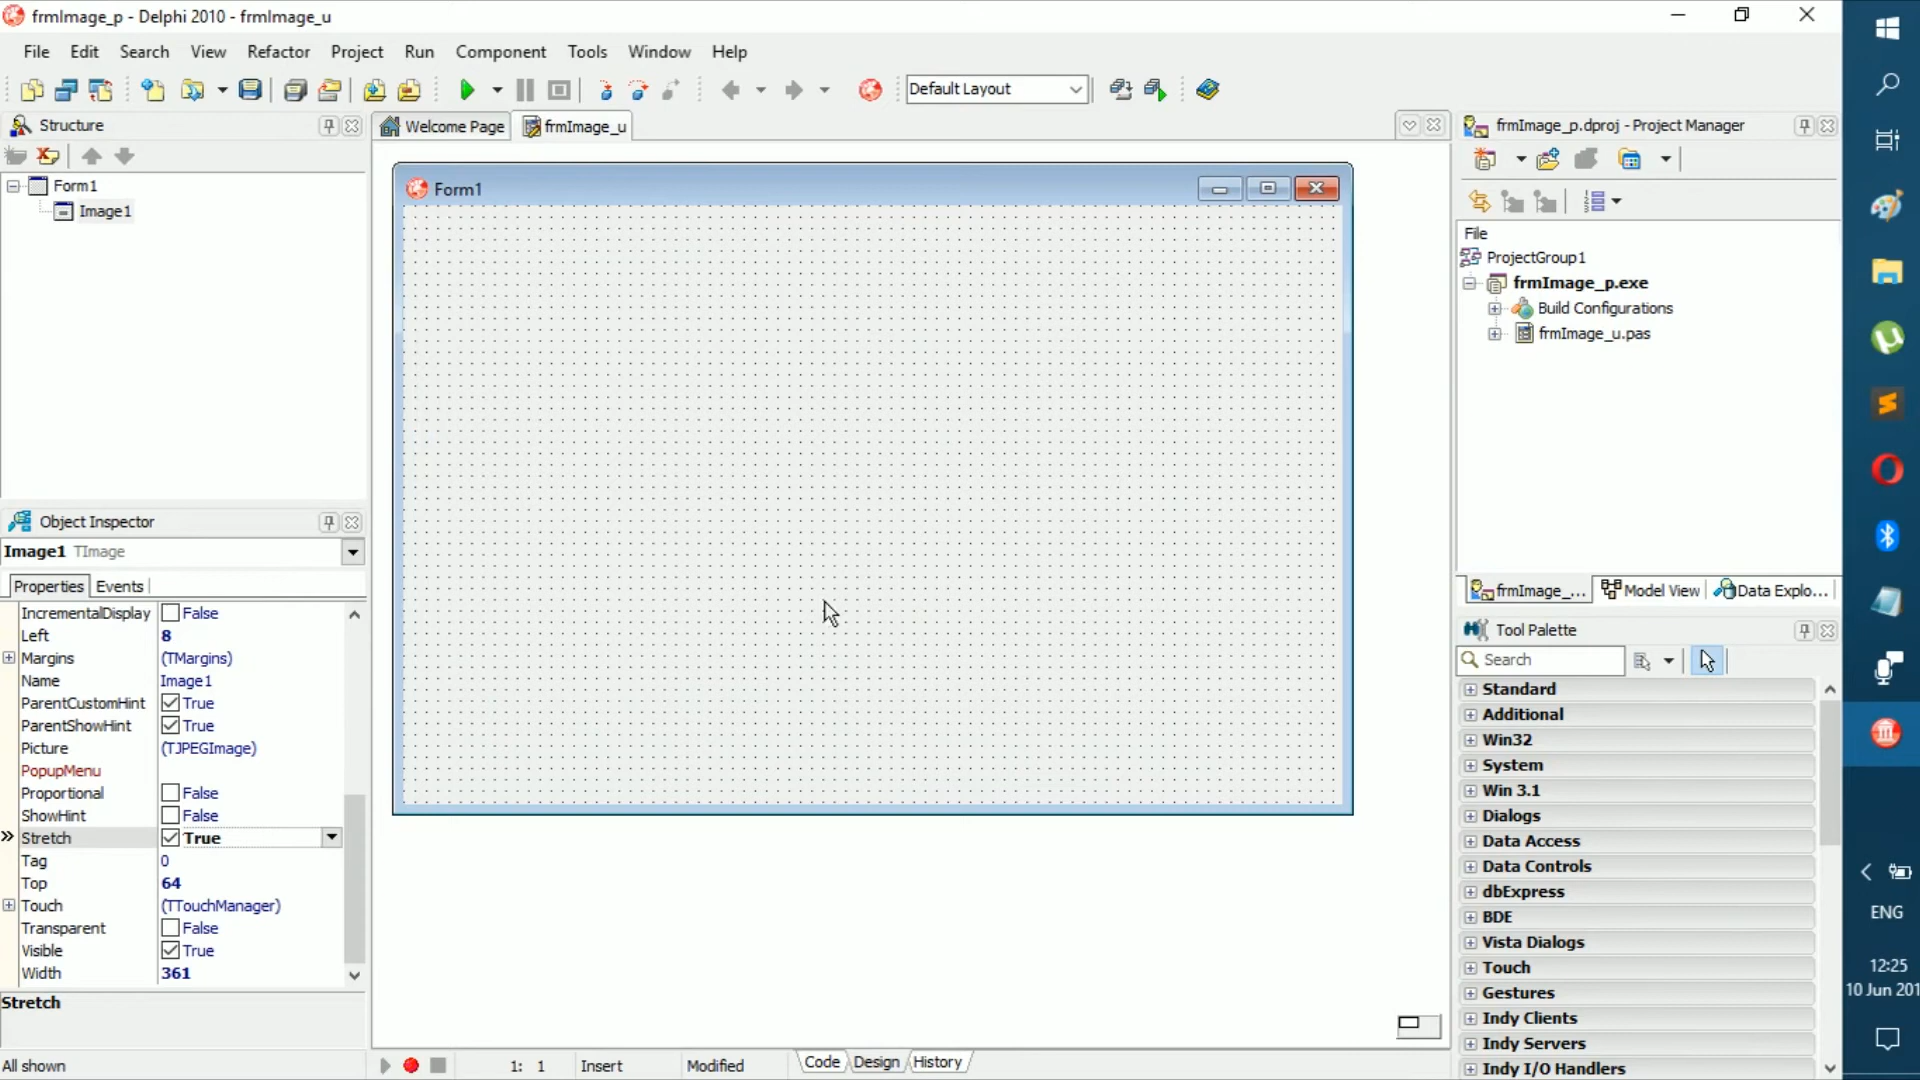 frmImage_p - Delphi 2010 - frmImage_u
File Edit Search View Refactor Project Run Component Tools Window Help
Default Layout
Structure
Welcome Page
frmImage_u
frmImage_p.dproj - Project Manager
Form1
Image1
Form1
File
ProjectGroup1
frmImage_p.exe
Build Configurations
frmImage_u.pas
Object Inspector
Image1 TImage
Properties Events
IncrementalDisplay False
Left 8
Margins (TMargins)
Name Image1
ParentCustomHint True
ParentShowHint True
Picture (TJPEGImage)
PopupMenu
Proportional False
ShowHint False
Stretch True
Tag 0
Top 64
Touch (TTouchManager)
Transparent False
Visible True
Width 361
Stretch
All shown
frmImage_... Model View Data Explo...
Tool Palette
Search
Standard
Additional
Win32
System
Win 3.1
Dialogs
Data Access
Data Controls
dbExpress
BDE
Vista Dialogs
Touch
Gestures
Indy Clients
Indy Servers
Indy I/O Handlers
1: 1 Insert Modified
Code Design History
ENG
12:25
10 Jun 201